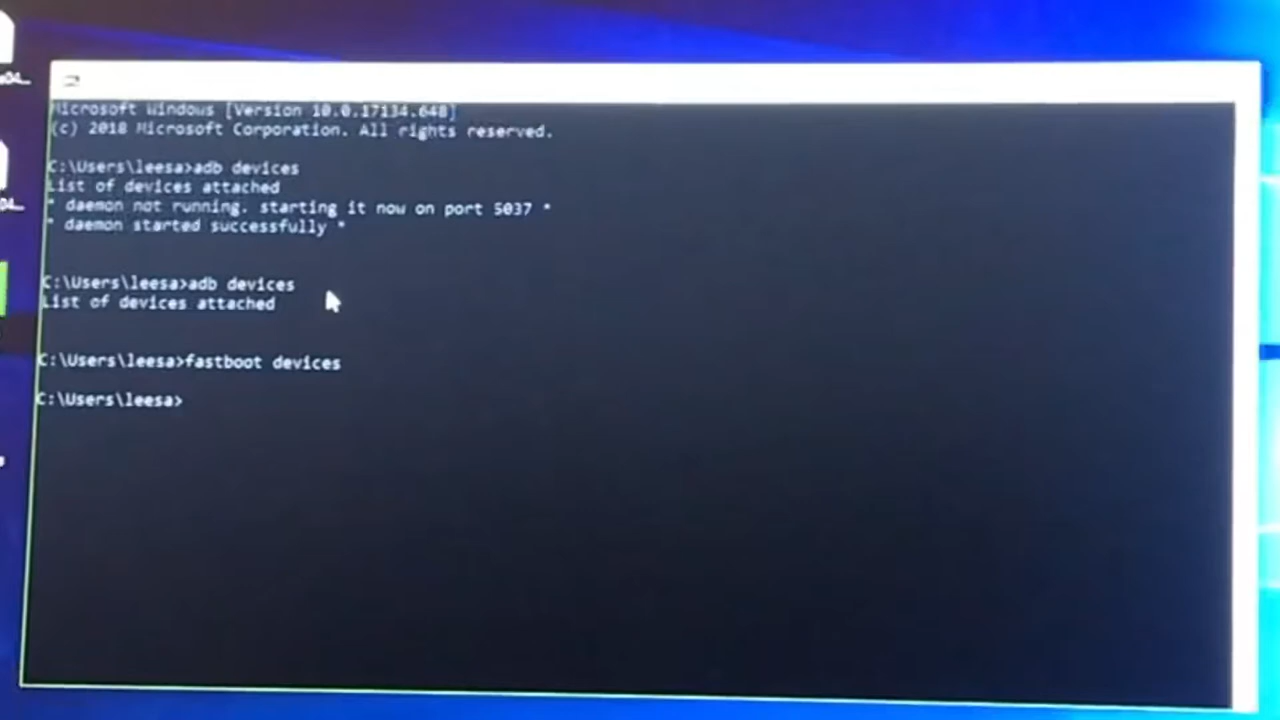 Microsoft Windows [Version 10.0.17134.648]
(c) 2018 Microsoft Corporation. All rights reserved.
C:\Users\leesa>adb devices
List of devices attached
* daemon not running. starting it now on port 5037 *
* daemon started successfully *
C:\Users\leesa>adb devices
List of devices attached
C:\Users\leesa>fastboot devices
C:\Users\leesa>